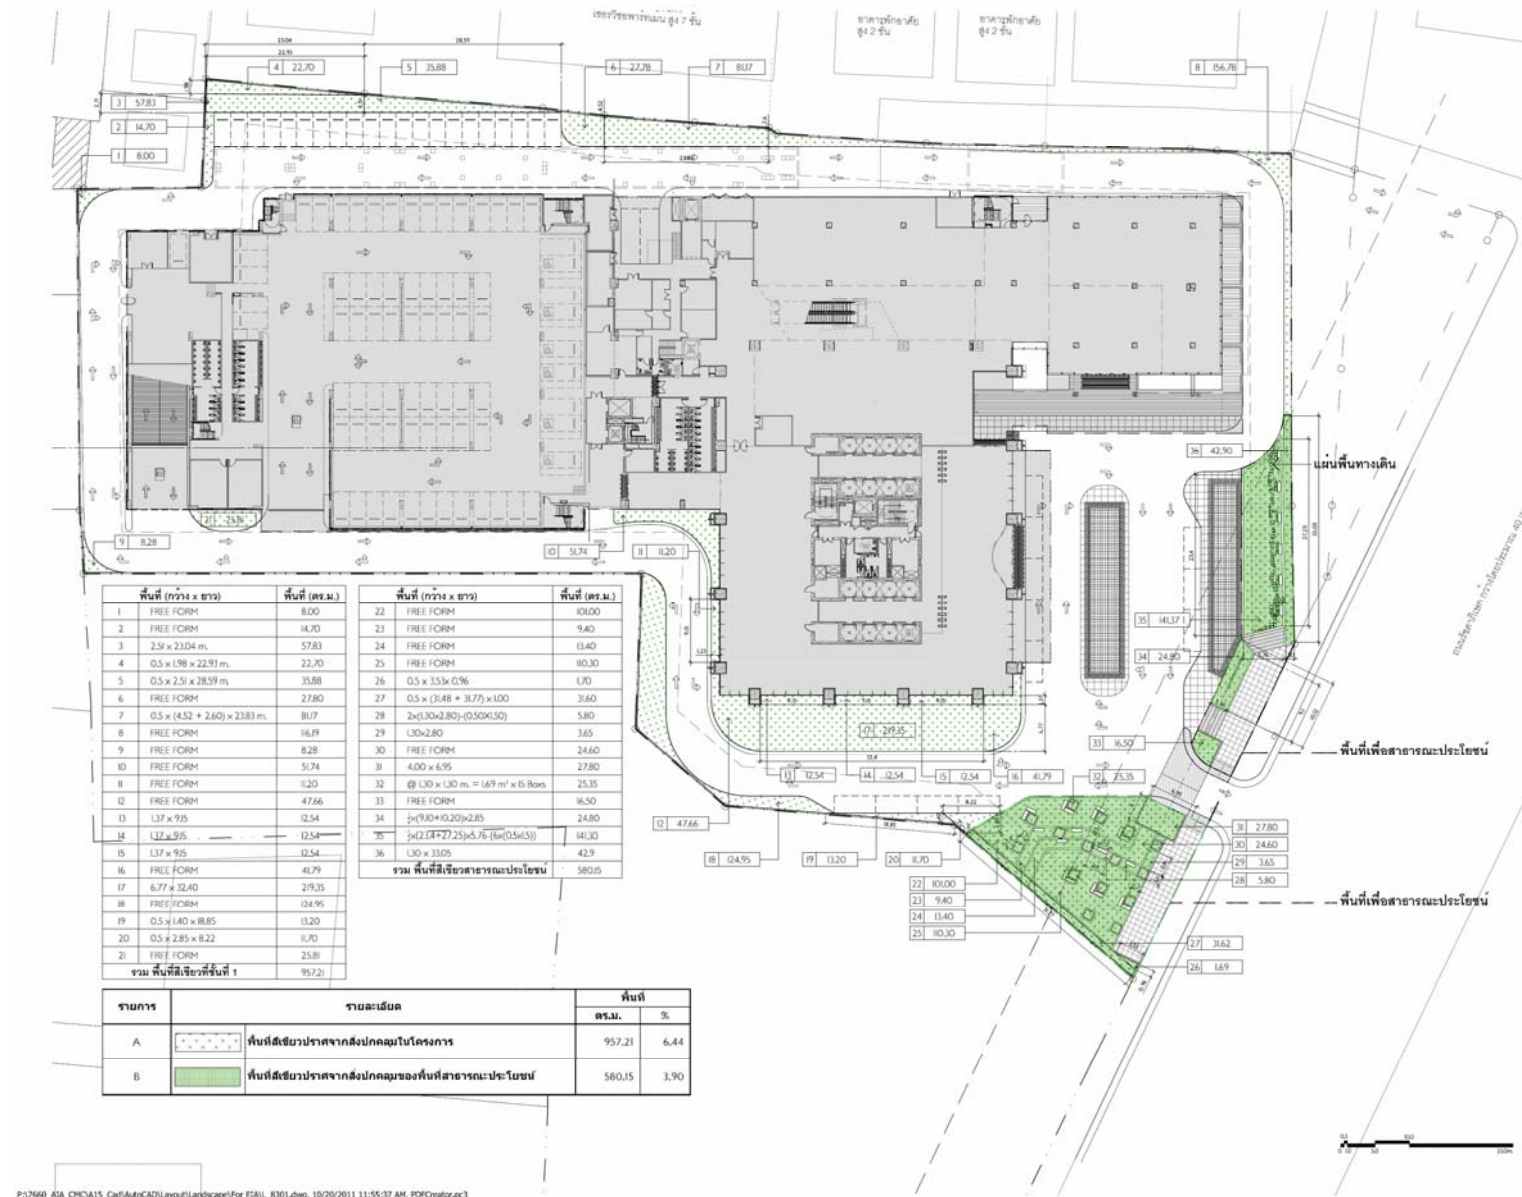 เซอร์วิซอพาร์ทเมน สูง 7 ชั้น
อาคารพักอาศัย
สูง 2 ชั้น
อาคารพักอาศัย
สูง 2 ชั้น
23.04
28.59
22.93
4 22.70
5 35.88
6 27.78
7 81.17
8 156.78
3 57.83
2 14.70
1 8.00
36 42.90
แผ่นพื้นทางเดิน
21 25.81
9 8.28
10 51.74
11 11.20
35 141.37
34 24.80
33 16.50
พื้นที่เพื่อสาธารณะประโยชน์
17 219.35
13 12.54
14 12.54
15 12.54
16 41.79
32 25.35
12 47.66
18 124.95
19 13.20
20 11.70
31 27.80
30 24.60
29 3.65
28 5.80
22 101.00
23 9.40
24 13.40
25 110.30
พื้นที่เพื่อสาธารณะประโยชน์
27 31.62
26 1.69
พื้นที่ (กว้าง x ยาว) พื้นที่ (ตร.ม.)
1 FREE FORM 8.00
2 FREE FORM 14.70
3 2.51 x 23.04 m. 57.83
4 0.5 x 1.98 x 22.93 m. 22.70
5 0.5 x 2.51 x 28.59 m. 35.88
6 FREE FORM 27.80
7 0.5 x (4.52 + 2.60) x 23.83 m. 81.17
8 FREE FORM 116.19
9 FREE FORM 8.28
10 FREE FORM 51.74
11 FREE FORM 11.20
12 FREE FORM 47.66
13 1.37 x 9.15 12.54
14 1.37 x 9.15 12.54
15 1.37 x 9.15 12.54
16 FREE FORM 41.79
17 6.77 x 32.40 219.35
18 FREE FORM 124.95
19 0.5 x 1.40 x 18.85 13.20
20 0.5 x 2.85 x 8.22 11.70
21 FREE FORM 25.81
รวม พื้นที่สีเขียวที่ชั้นที่ 1 957.21
พื้นที่ (กว้าง x ยาว) พื้นที่ (ตร.ม.)
22 FREE FORM 101.00
23 FREE FORM 9.40
24 FREE FORM 13.40
25 FREE FORM 110.30
26 0.5 x 3.53x 0.96 1.70
27 0.5 x (31.48 + 31.77) x 1.00 31.60
28 2x(1.30x2.80)-(0.50X1.50) 5.80
29 1.30x2.80 3.65
30 FREE FORM 24.60
31 4.00 x 6.95 27.80
32 @ 1.30 x 1.30 m. = 1.69 m² x 15 Boxs. 25.35
33 FREE FORM 16.50
34 ½x(9.10+10.20)x2.85 24.80
35 ½x(23.4+27.25)x5.76-(6x(0.5x1.5)) 141.30
36 1.30 x 33.05 42.9
รวม พื้นที่สีเขียวสาธารณะประโยชน์ 580.15
รายการ รายละเอียด พื้นที่
ตร.ม. %
A พื้นที่สีเขียวปราศจากสิ่งปกคลุมในโครงการ 957.21 6.44
B พื้นที่สีเขียวปราศจากสิ่งปกคลุมของพื้นที่สาธารณะประโยชน์ 580.15 3.90
P:\7660_AIA_CMC\A15_Cad\AutoCAD\Layout\Landscape\For EIA\L_8301.dwg, 10/20/2011 11:55:37 AM, PDFCreator.pc3